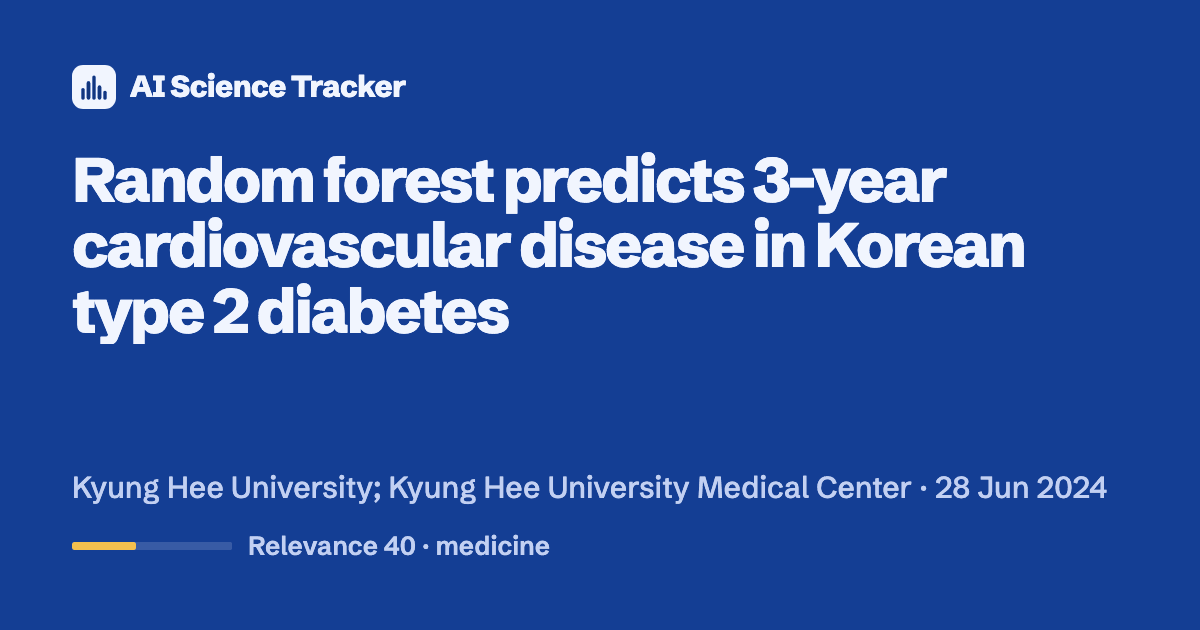 AI Science Tracker
Random forest predicts 3-year
cardiovascular disease in Korean
type 2 diabetes
Kyung Hee University; Kyung Hee University Medical Center · 28 Jun 2024
Relevance 40 · medicine